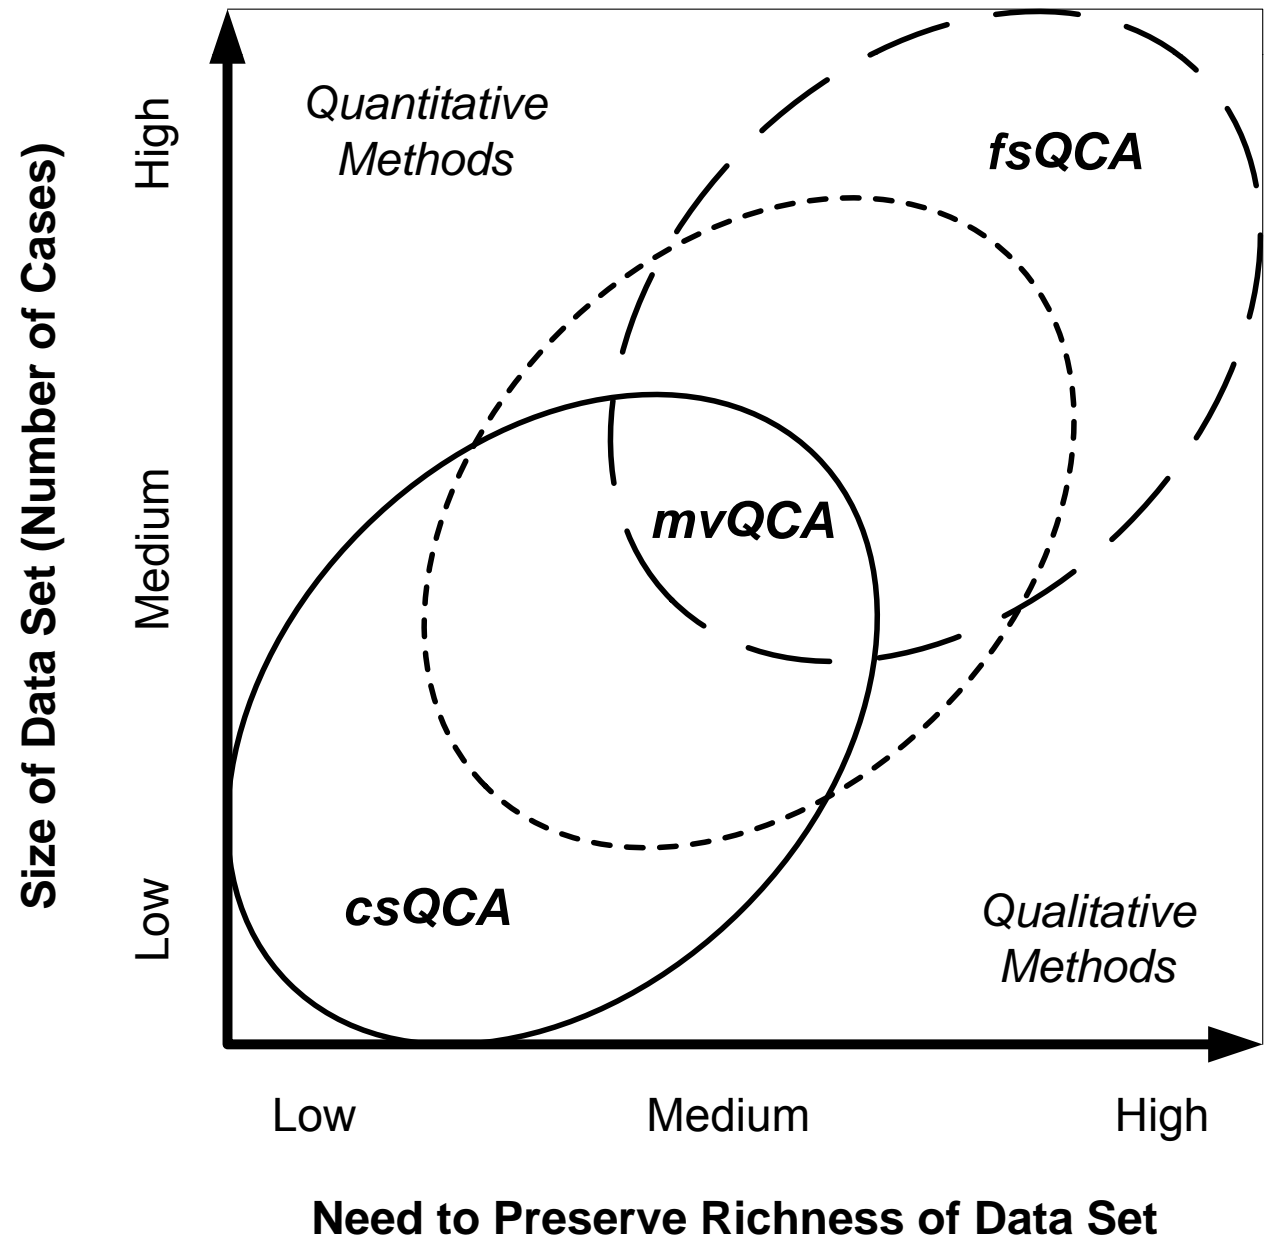 Quantitative
Methods
fsQCA
mvQCA
csQCA
Qualitative
Methods
Size of Data Set (Number of Cases)
High
Medium
Low
Low
Medium
High
Need to Preserve Richness of Data Set